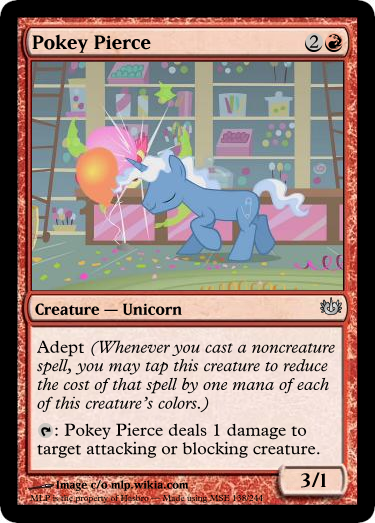 Pokey Pierce 2
Creature — Unicorn
Adept (Whenever you cast a noncreature
spell, you may tap this creature to reduce
the cost of that spell by one mana of each
of this creature's colors.)
: Pokey Pierce deals 1 damage to
target attacking or blocking creature.
3/1
Image c/o mlp.wikia.com
MLP is the property of Hasbro — Made using MSE 138/244